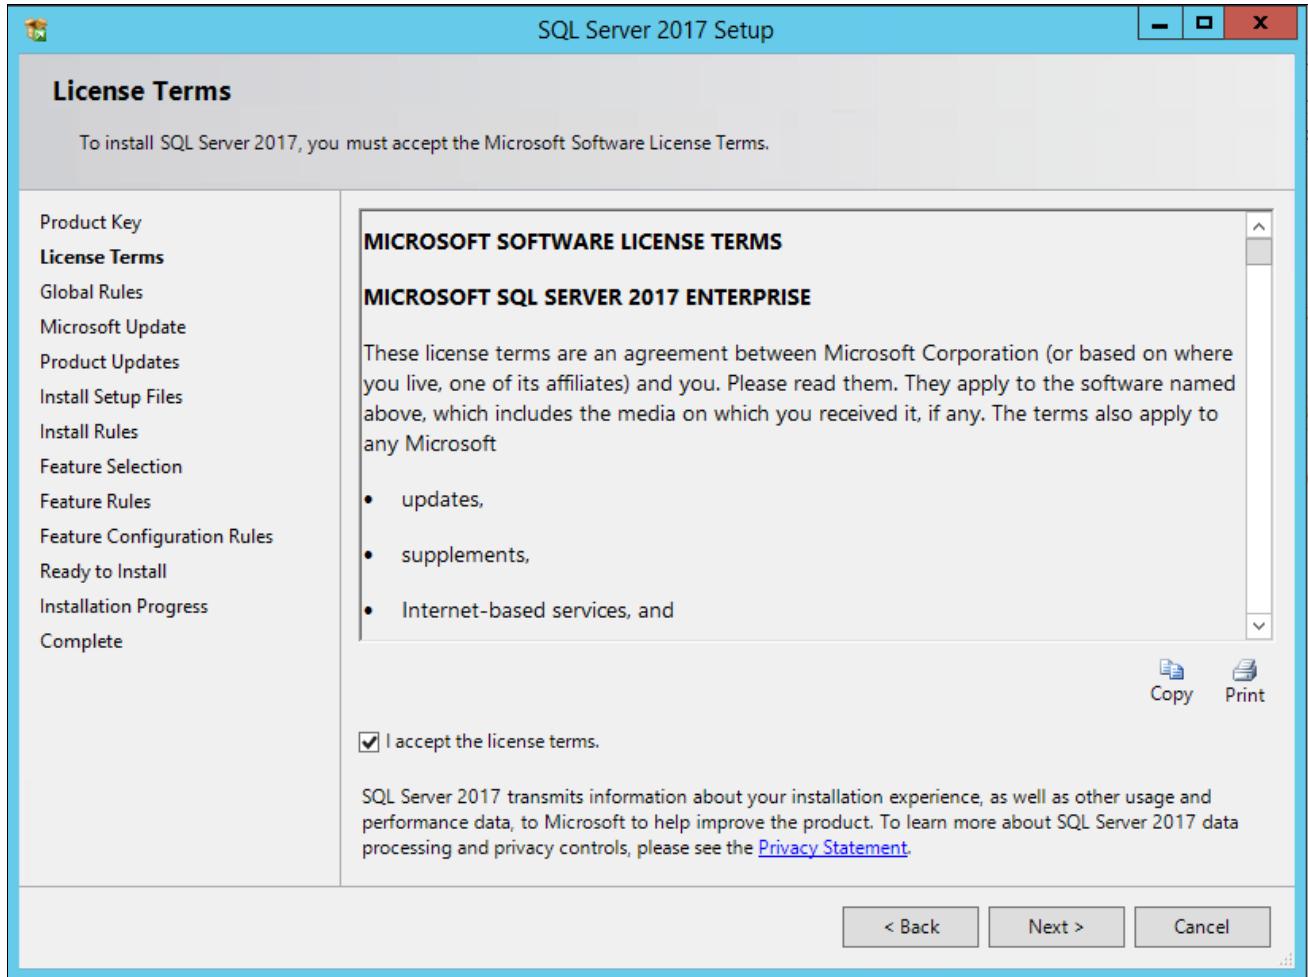 SQL Server 2017 Setup
License Terms
To install SQL Server 2017, you must accept the Microsoft Software License Terms.
Product Key
License Terms
Global Rules
Microsoft Update
Product Updates
Install Setup Files
Install Rules
Feature Selection
Feature Rules
Feature Configuration Rules
Ready to Install
Installation Progress
Complete
MICROSOFT SOFTWARE LICENSE TERMS
MICROSOFT SQL SERVER 2017 ENTERPRISE
These license terms are an agreement between Microsoft Corporation (or based on where
you live, one of its affiliates) and you. Please read them. They apply to the software named
above, which includes the media on which you received it, if any. The terms also apply to
any Microsoft
• updates,
• supplements,
• Internet-based services, and
Copy
Print
I accept the license terms.
SQL Server 2017 transmits information about your installation experience, as well as other usage and
performance data, to Microsoft to help improve the product. To learn more about SQL Server 2017 data
processing and privacy controls, please see the Privacy Statement.
< Back
Next >
Cancel